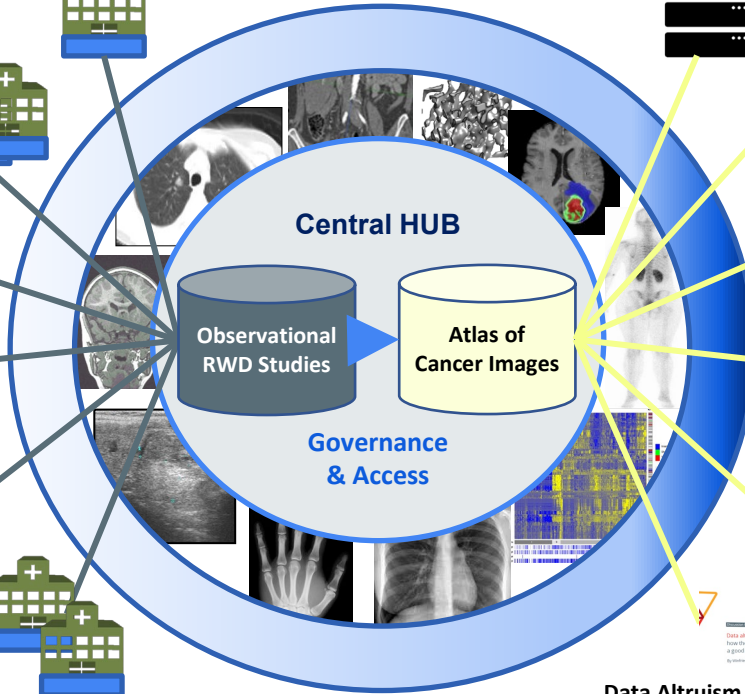 Central HUB
Observational
RWD Studies
Atlas of
Cancer Images
Governance
& Access
Data Altruism